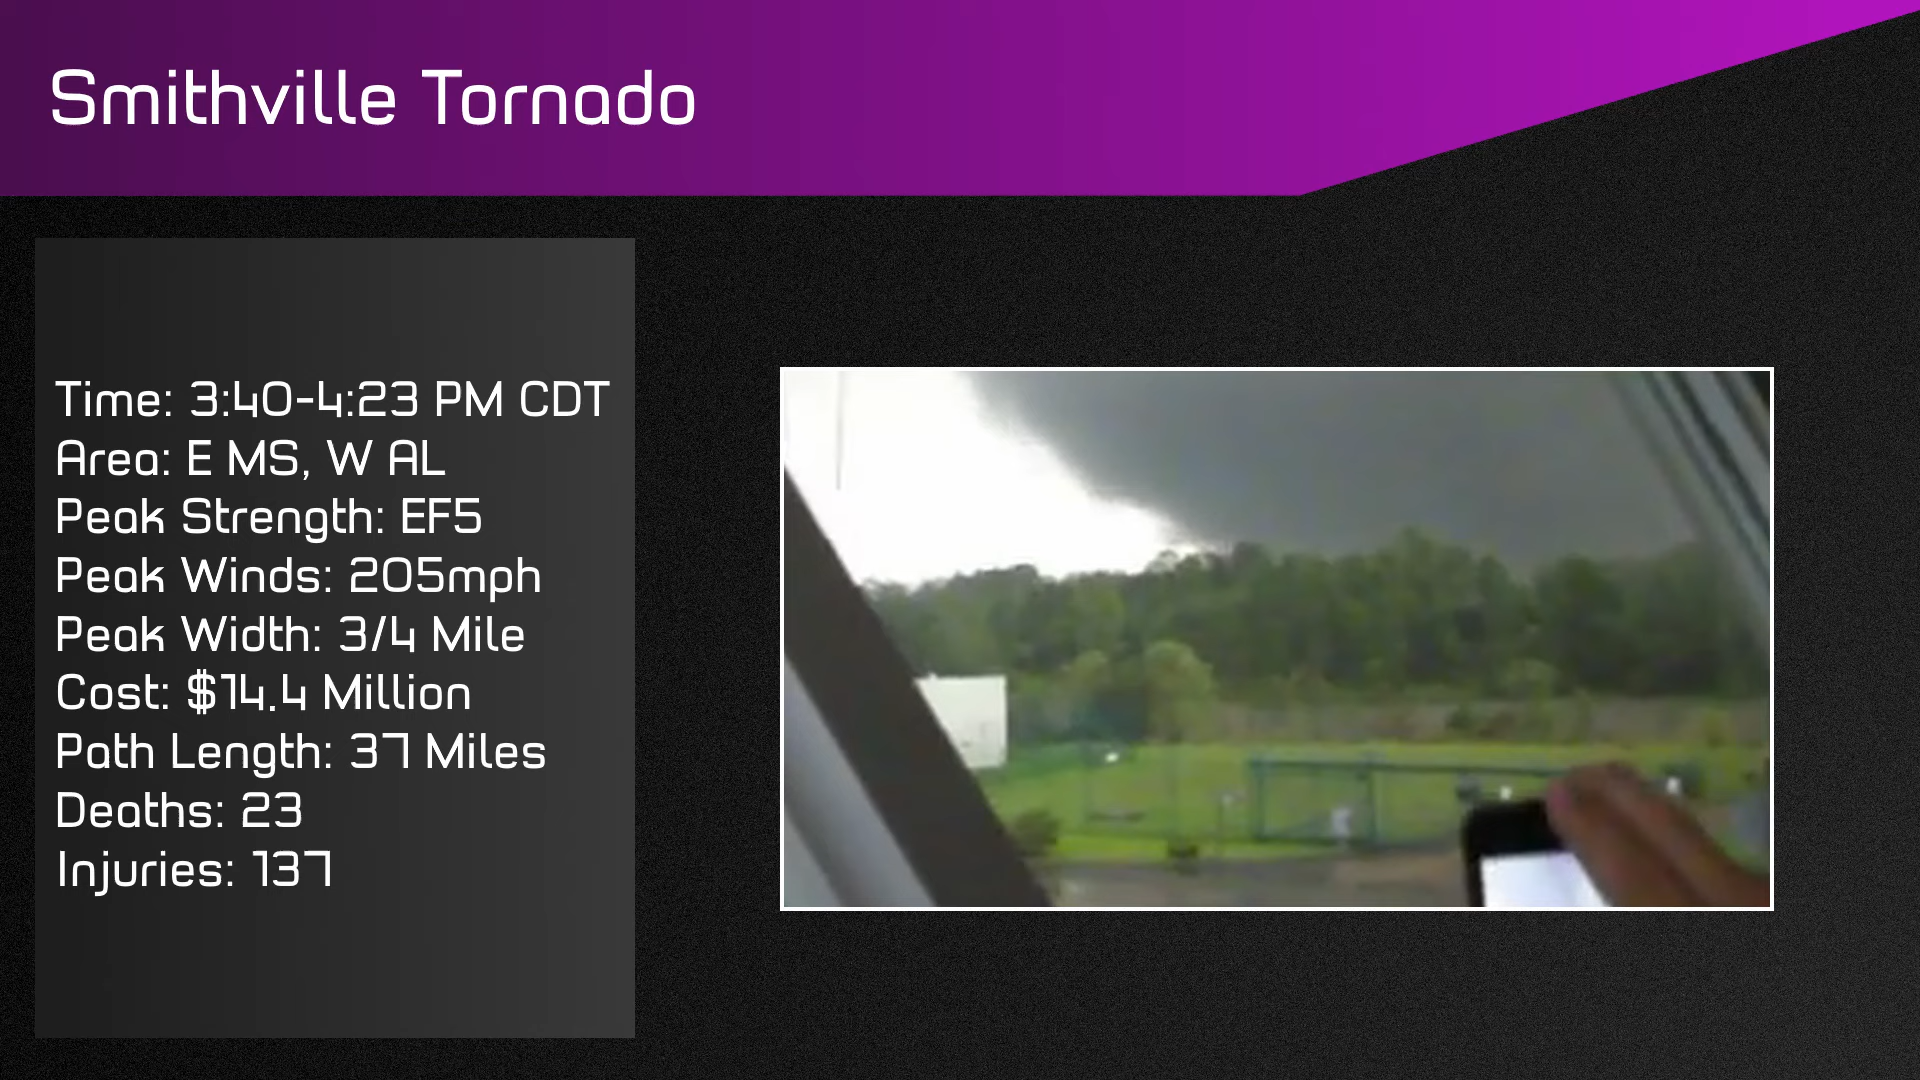 Smithville Tornado
Time: 3:40-4:23 PM CDT
Area: E MS, W AL
Peak Strength: EF5
Peak Winds: 205mph
Peak Width: 3/4 Mile
Cost: $14.4 Million
Path Length: 37 Miles
Deaths: 23
Injuries: 137